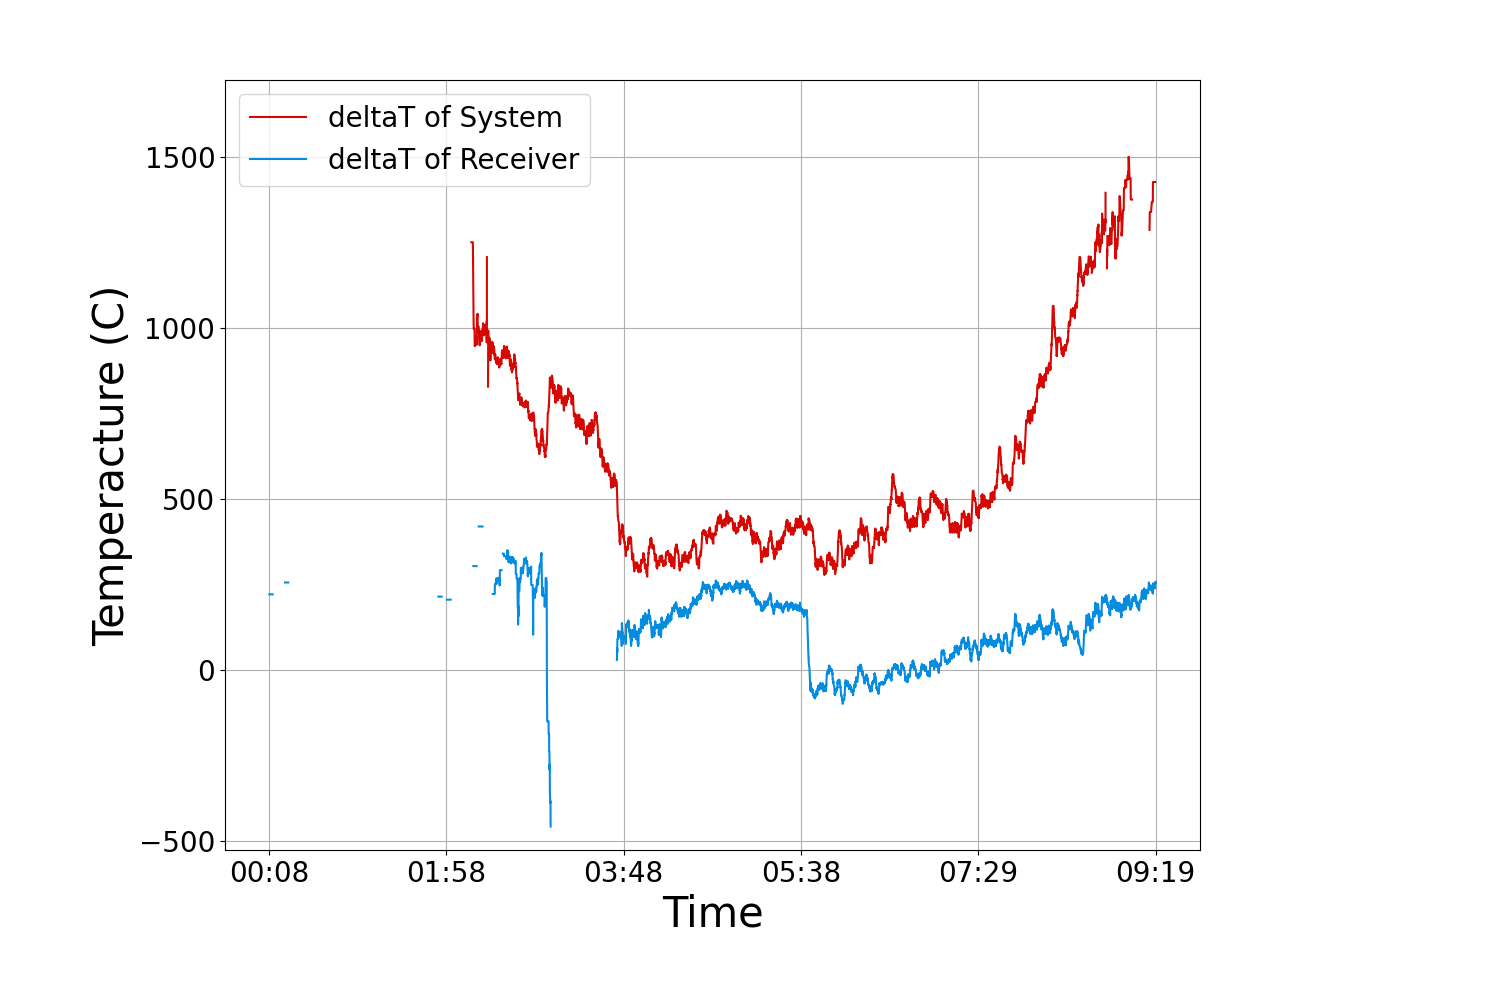 deltaT of System
deltaT of Receiver
Temperacture (C)
1500
1000
500
0
−500
00:08 01:58 03:48 05:38 07:29 09:19
Time